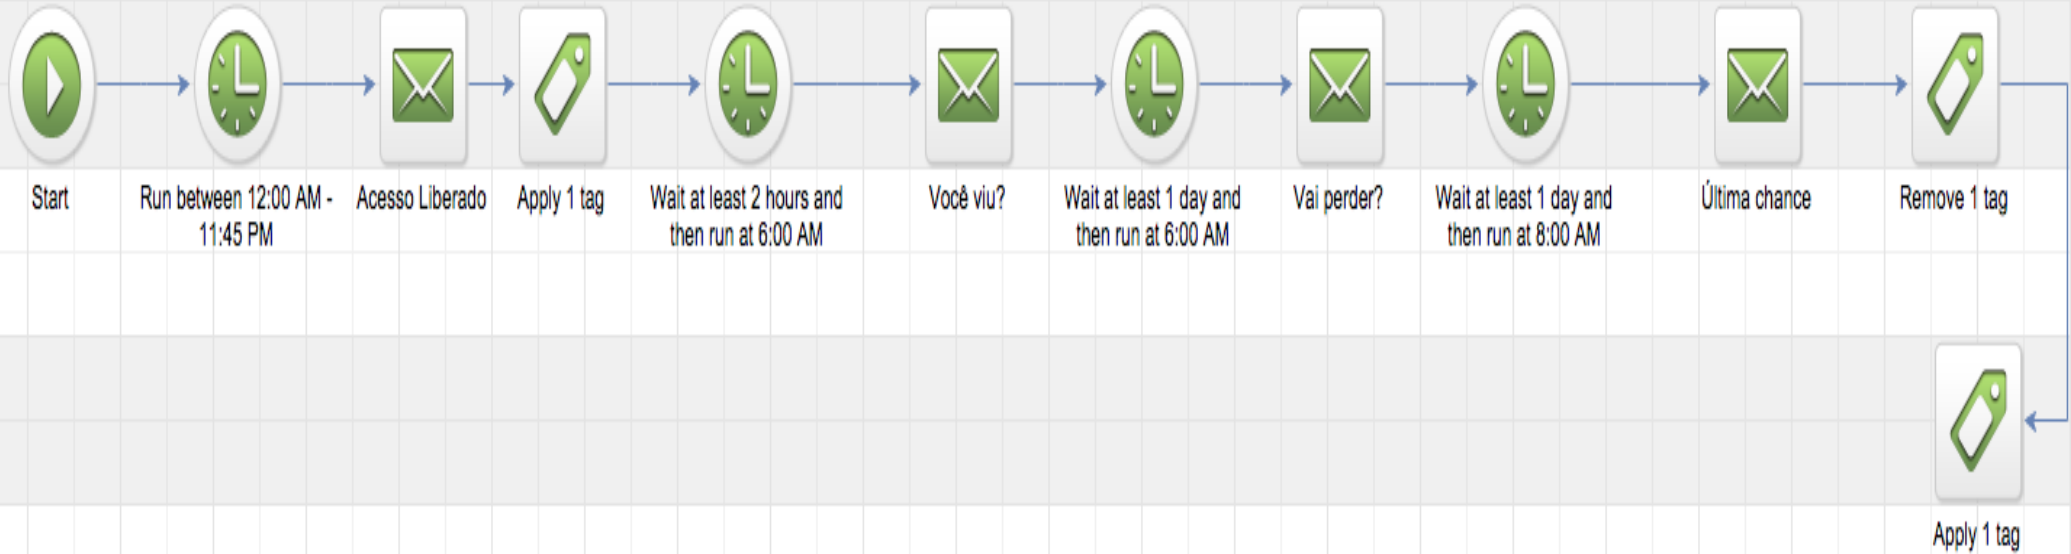 Start
Run between 12:00 AM -
11:45 PM
Acesso Liberado
Apply 1 tag
Wait at least 2 hours and
then run at 6:00 AM
Você viu?
Wait at least 1 day and
then run at 6:00 AM
Vai perder?
Wait at least 1 day and
then run at 8:00 AM
Última chance
Remove 1 tag
Apply 1 tag